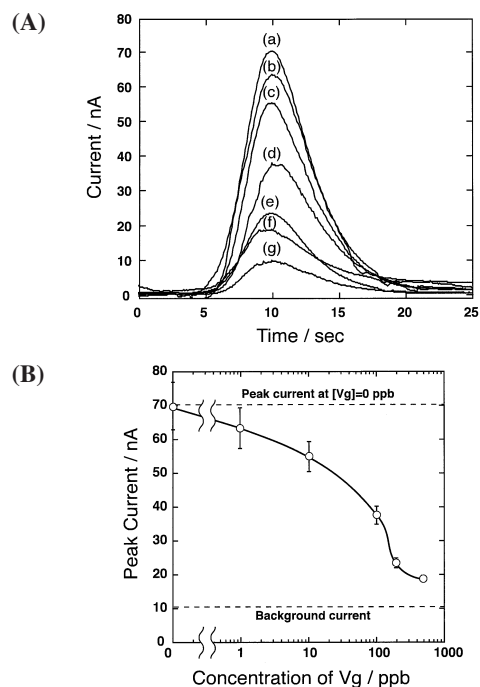 (A)
80
70
60
50
40
30
20
10
0
Current / nA
(a)
(b)
(c)
(d)
(e)
(f)
(g)
0 5 10 15 20 25
Time / sec
(B)
80
70
60
50
40
30
20
10
0
Peak Current / nA
Peak current at [Vg]=0 ppb
Background current
0 1 10 100 1000
Concentration of Vg / ppb